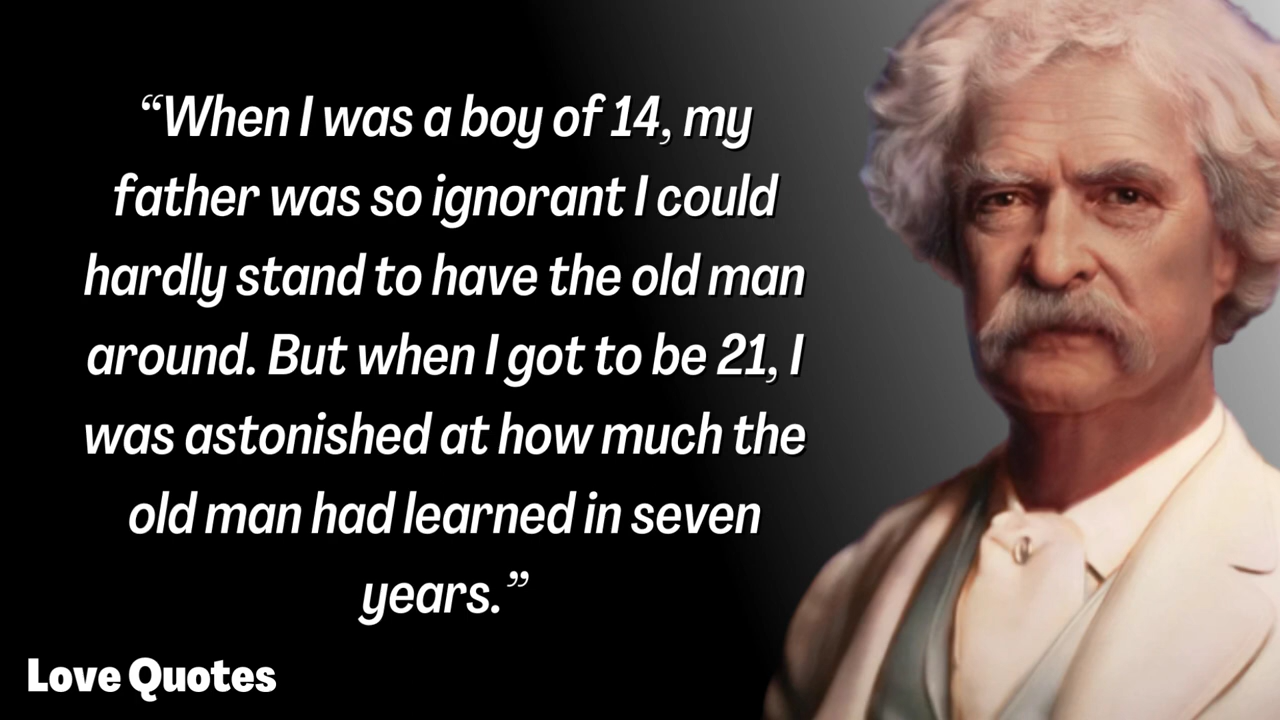 “When I was a boy of 14, my
father was so ignorant I could
hardly stand to have the old man
around. But when I got to be 21, I
was astonished at how much the
old man had learned in seven
years.”
Love Quotes